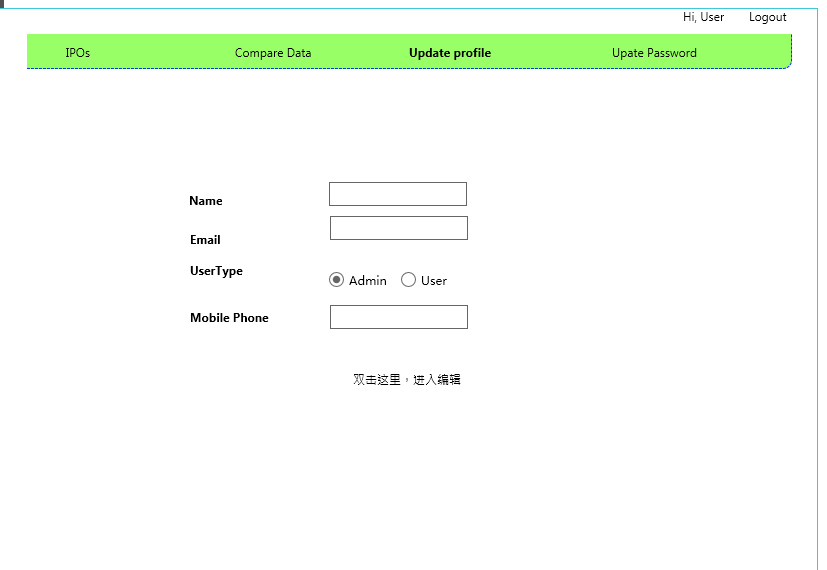 Hi, User Logout
IPOs Compare Data Update profile Upate Password
Name
Email
UserType
Admin User
Mobile Phone
双击这里，进入编辑